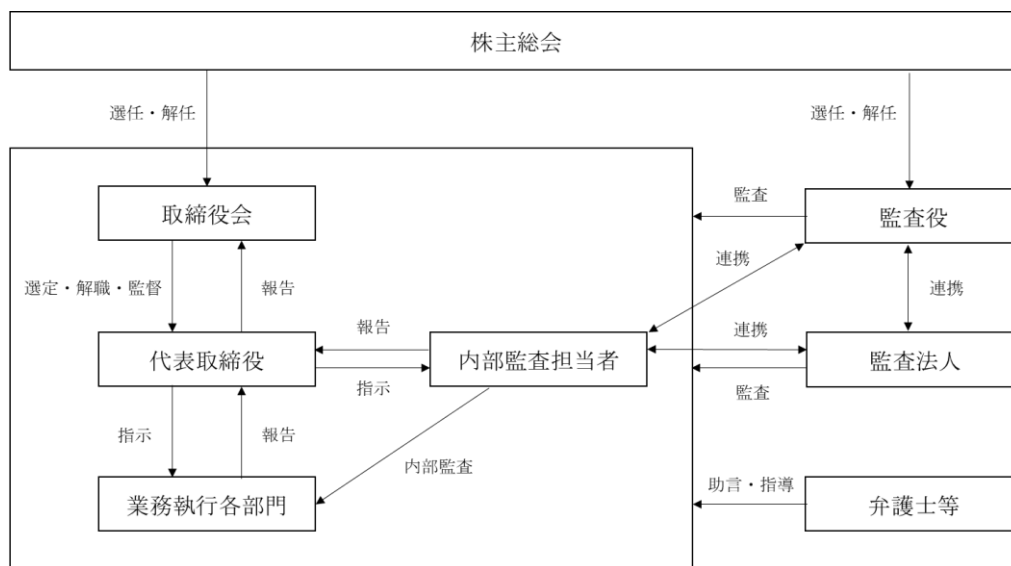 株主総会
選任・解任
選任・解任
取締役会
監査
監査役
連携
選定・解職・監督
報告
連携
報告
連携
代表取締役
内部監査担当者
監査法人
指示
監査
指示
報告
内部監査
助言・指導
業務執行各部門
弁護士等